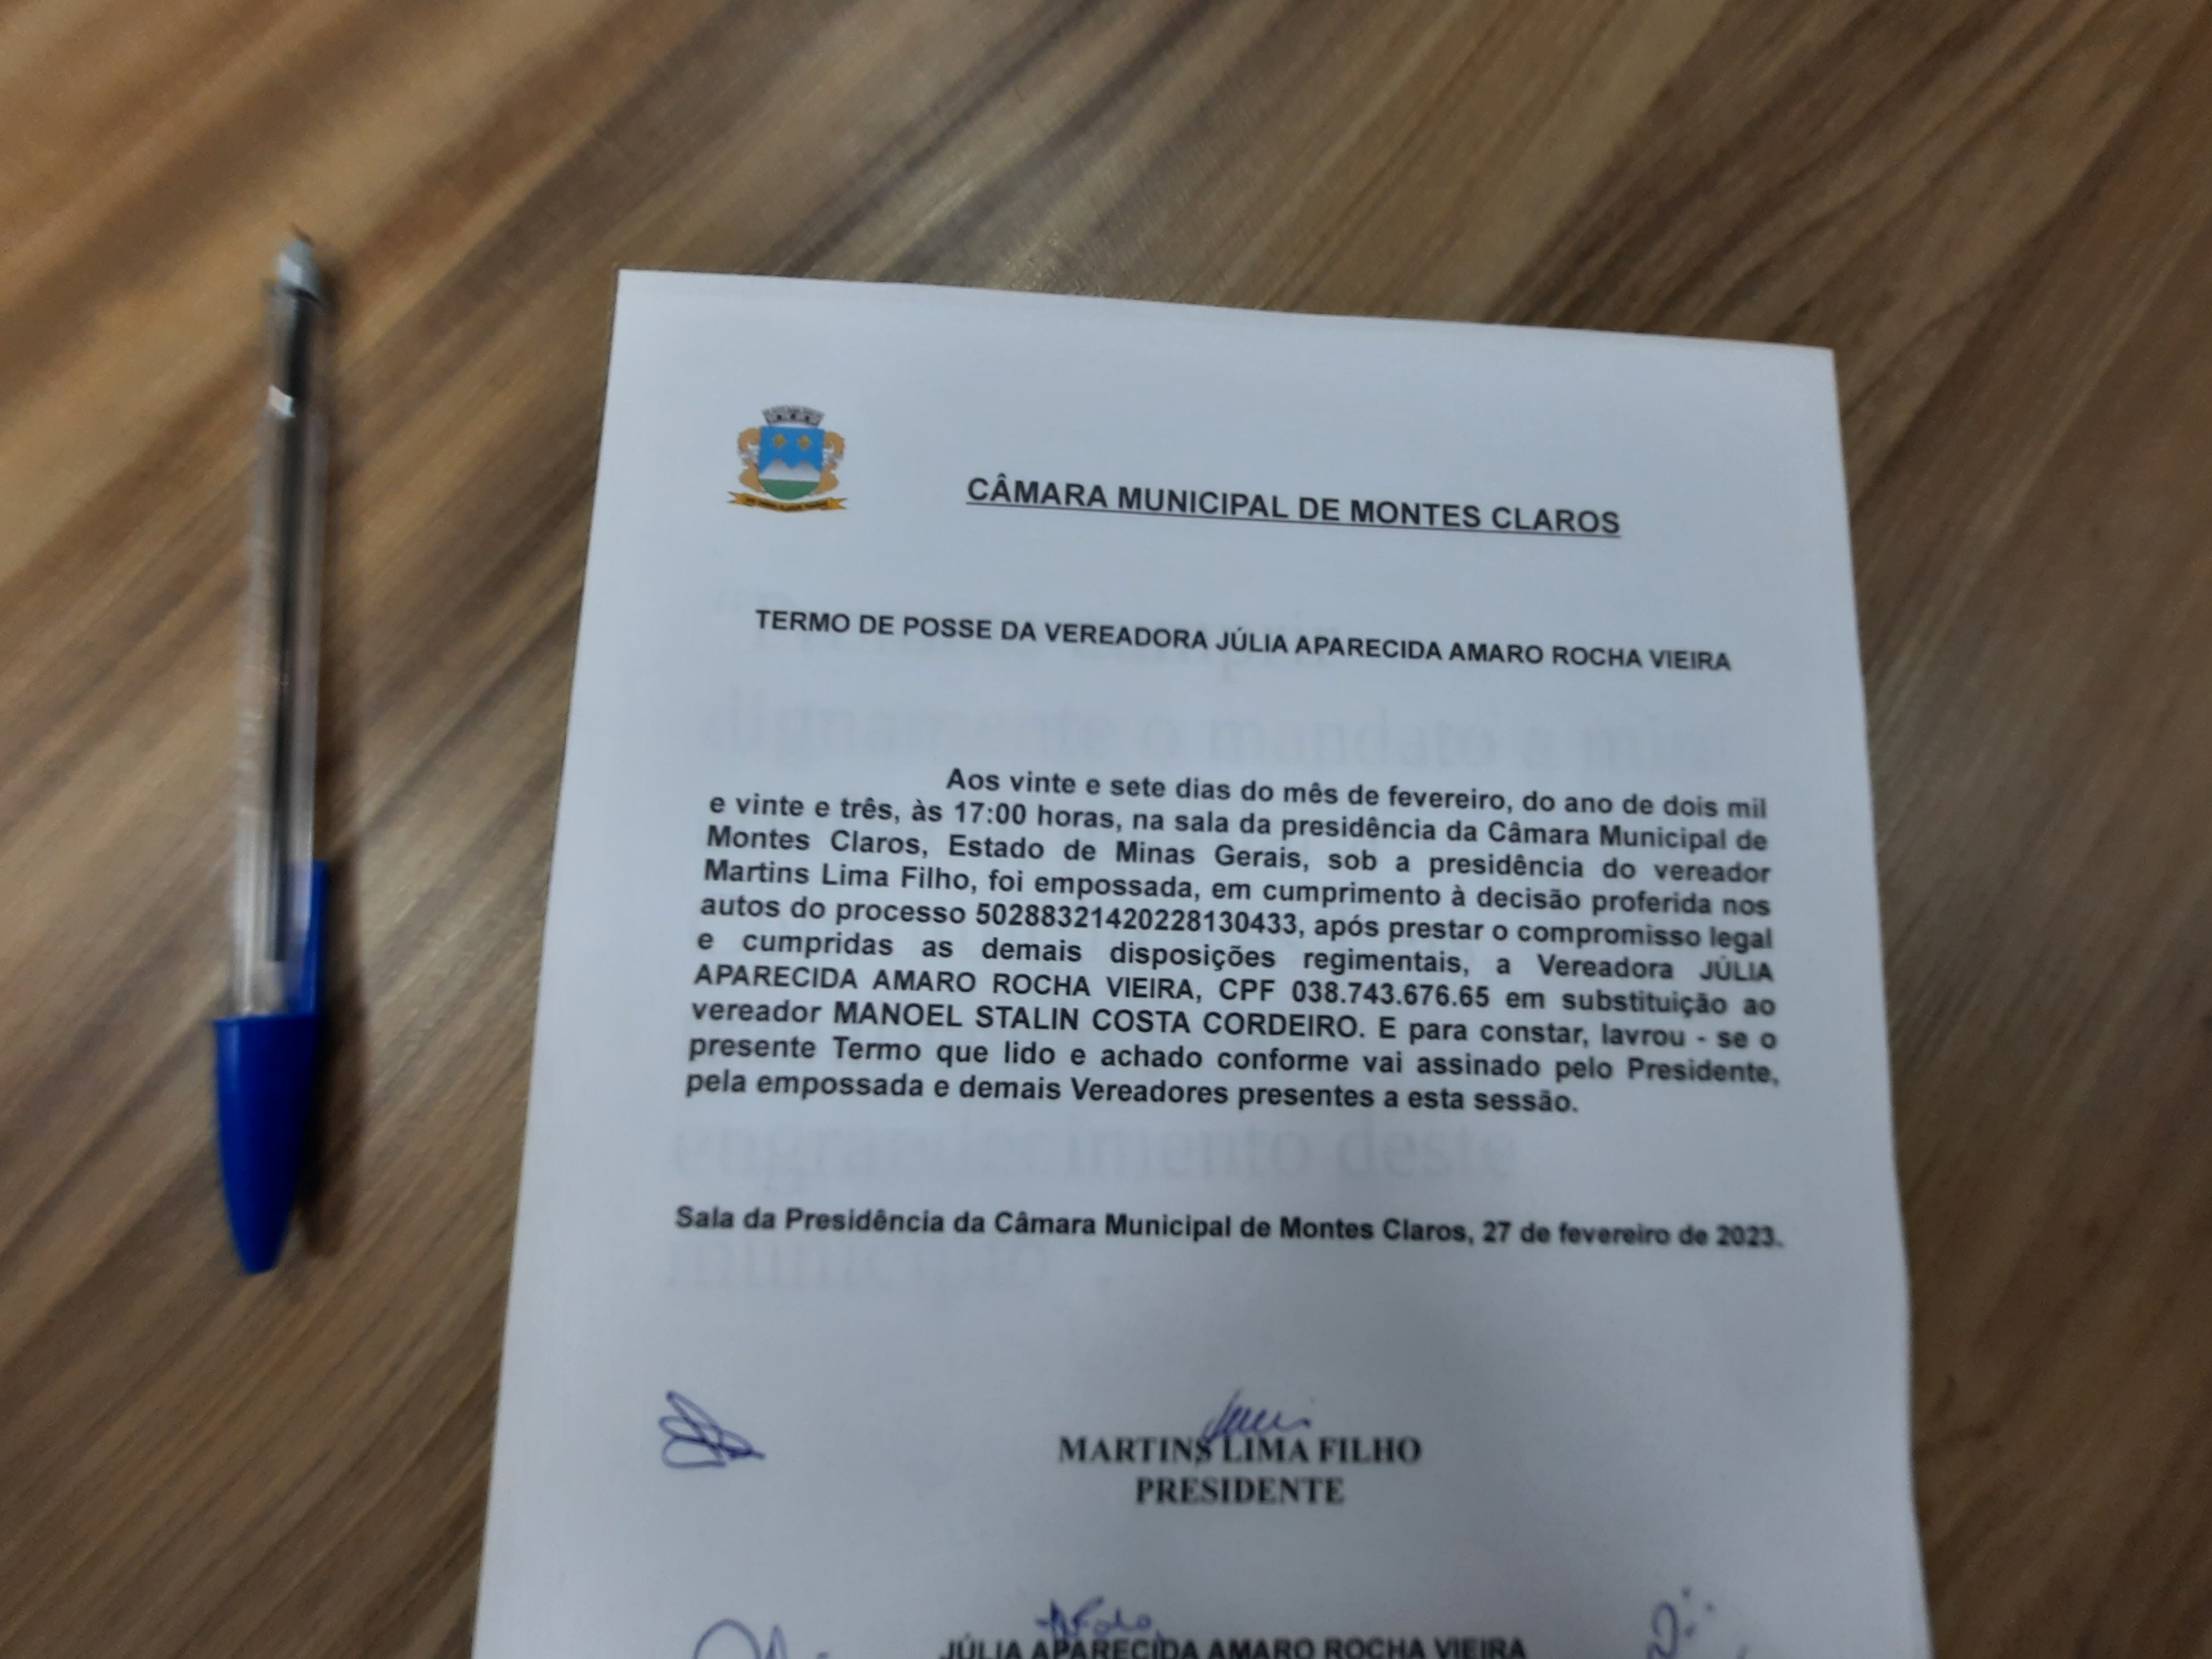 CÂMARA MUNICIPAL DE MONTES CLAROS
TERMO DE POSSE DA VEREADORA JÚLIA APARECIDA AMARO ROCHA VIEIRA
Aos vinte e sete dias do mês de fevereiro, do ano de dois mil
e vinte e três, às 17:00 horas, na sala da presidência da Câmara Municipal de
Montes Claros, Estado de Minas Gerais, sob a presidência do vereador
Martins Lima Filho, foi empossada, em cumprimento à decisão proferida nos
autos do processo 50288321420228130433, após prestar o compromisso legal
e cumpridas as demais disposições regimentais, a Vereadora JÚLIA
APARECIDA AMARO ROCHA VIEIRA, CPF 038.743.676.65 em substituição ao
vereador MANOEL STALIN COSTA CORDEIRO. E para constar, lavrou - se o
presente Termo que lido e achado conforme vai assinado pelo Presidente,
pela empossada e demais Vereadores presentes a esta sessão.
Sala da Presidência da Câmara Municipal de Montes Claros, 27 de fevereiro de 2023.
MARTINS LIMA FILHO
PRESIDENTE
JÚLIA APARECIDA AMARO ROCHA VIEIRA